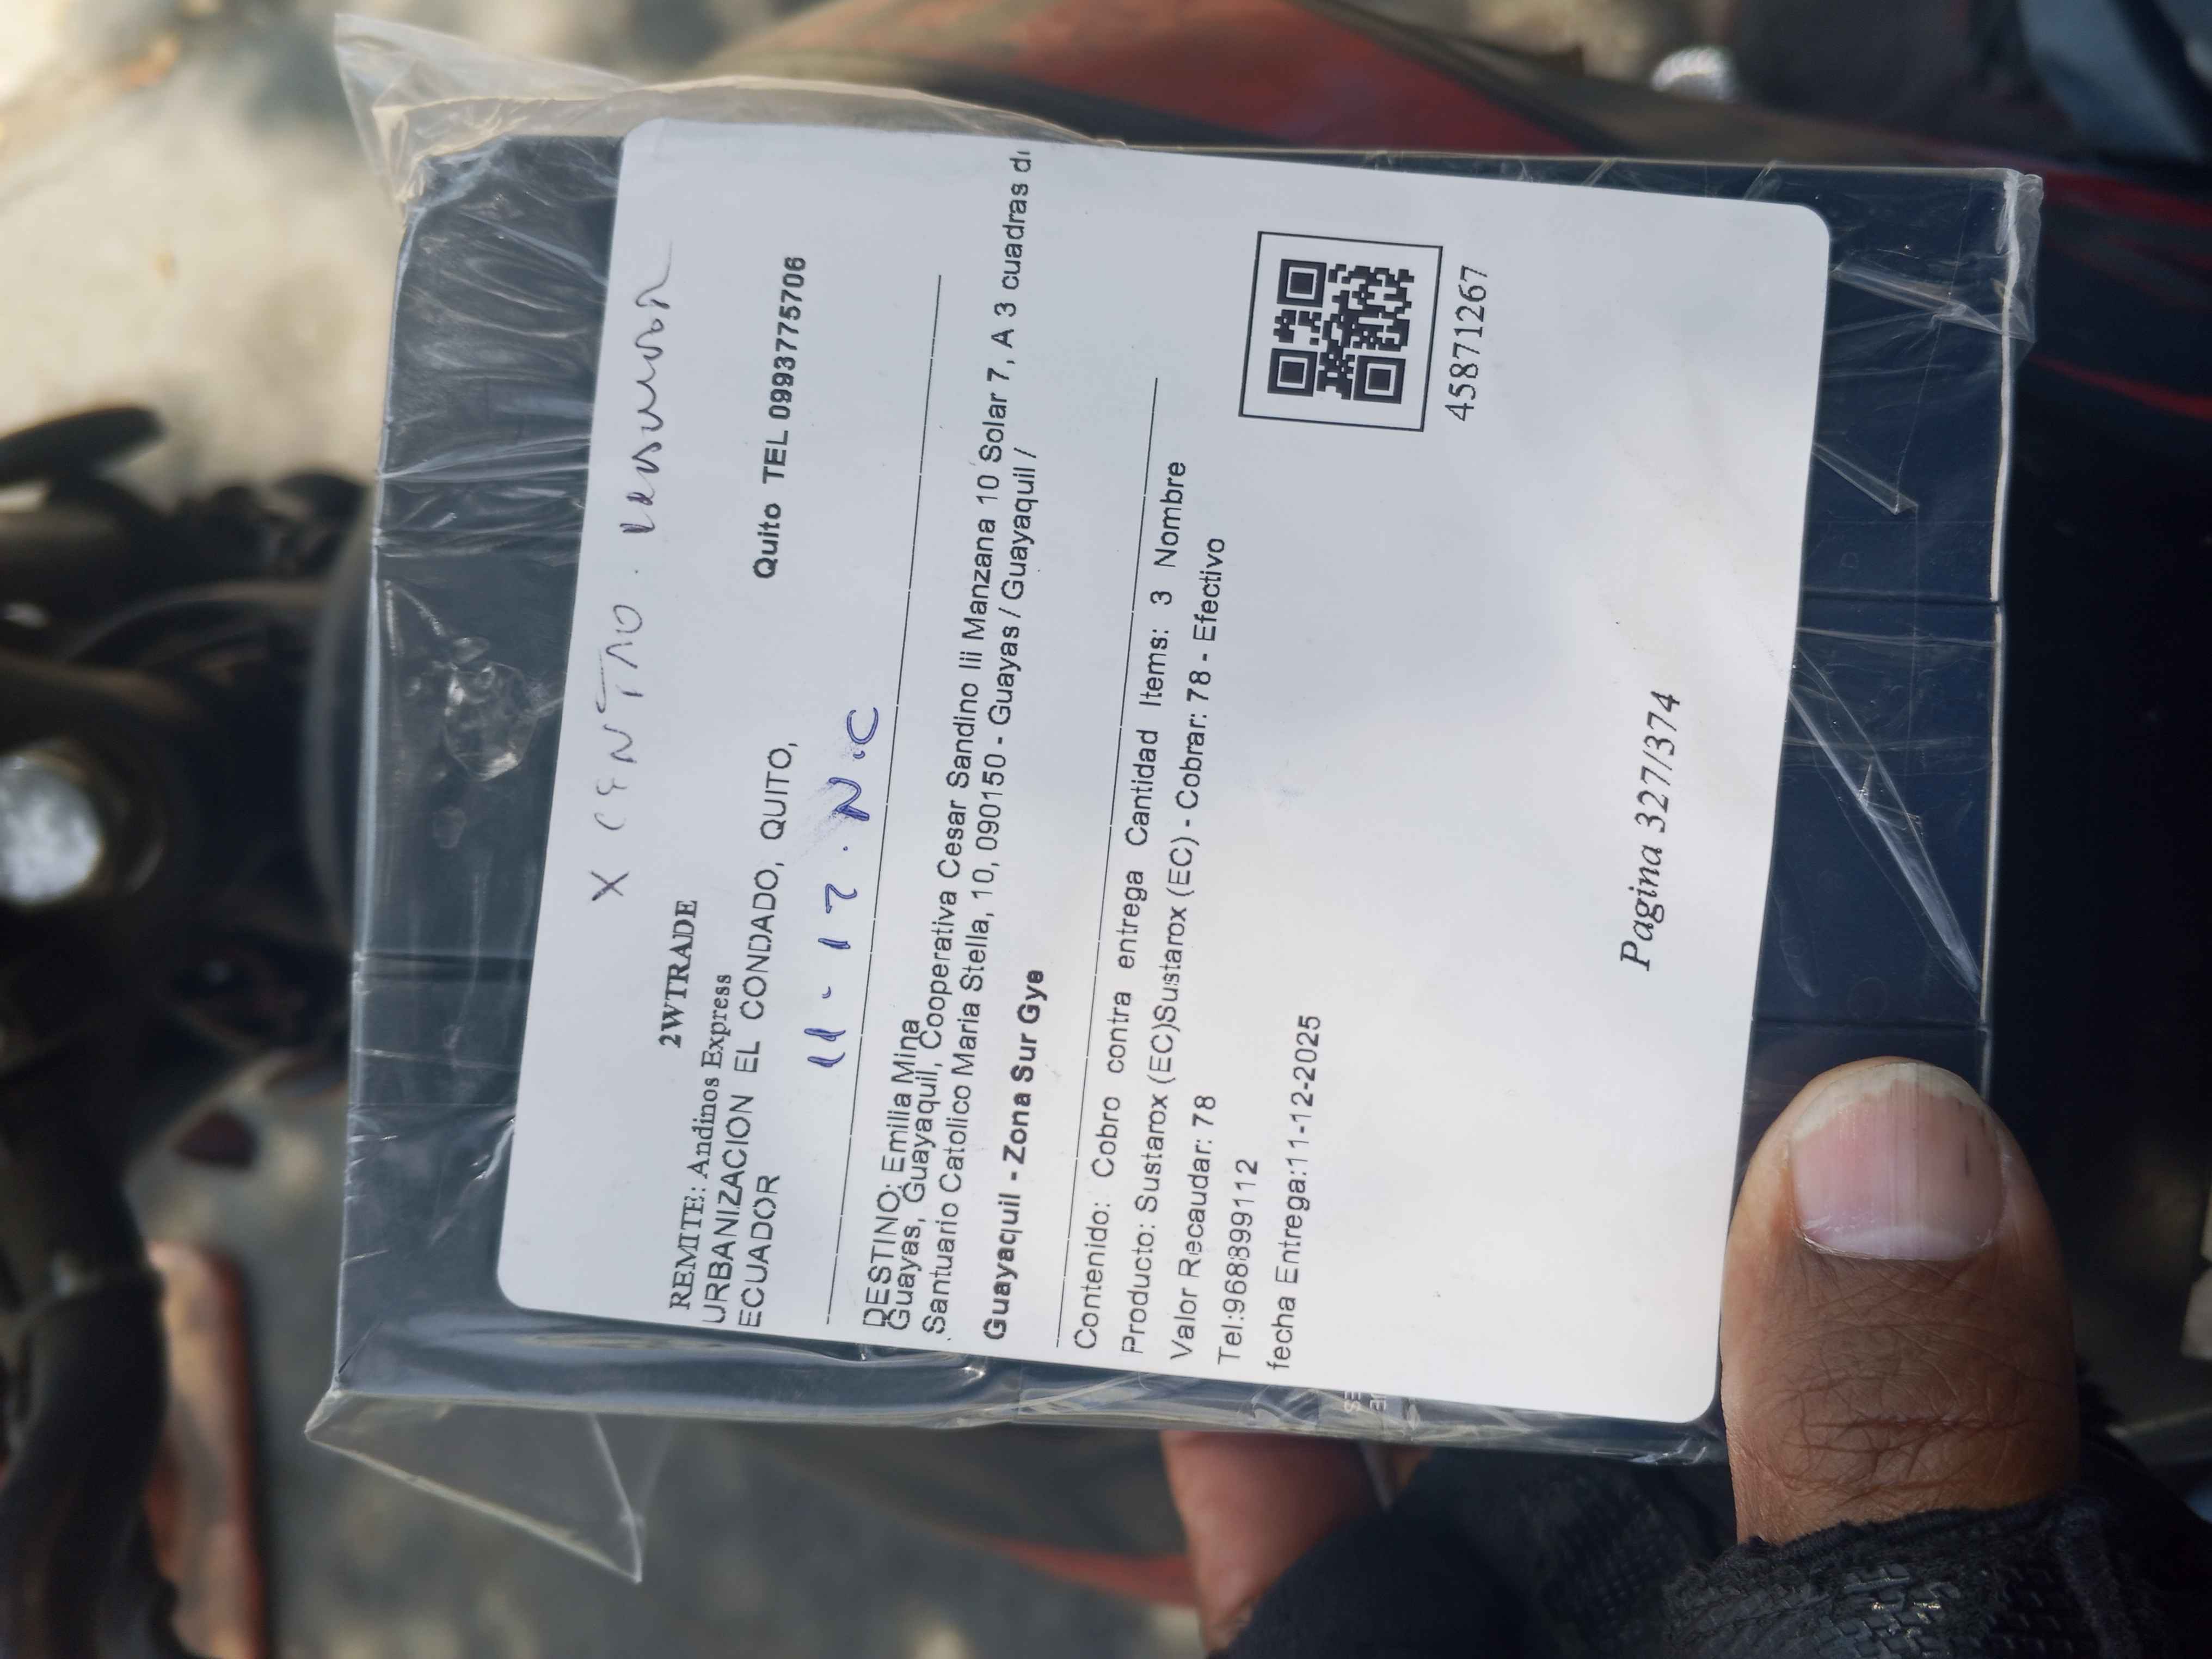 X CENTRO.
2WTRADE
REMITE: Andinos Express
URBANIZACION EL CONDADO, QUITO, Quito TEL 0993775706
ECUADOR
11-12.N.C
DESTINO: Emilia Mina
Guayas, Guayaquil, Cooperativa Cesar Sandino Iii Manzana 10 Solar 7, A 3 cuadras d
Santuario Catolico Maria Stella, 10, 090150 - Guayas / Guayaquil /
Guayaquil - Zona Sur Gye
Contenido: Cobro contra entrega Cantidad Items: 3 Nombre
Producto: Sustarox (EC)Sustarox (EC) - Cobrar: 78 - Efectivo
Valor Recaudar: 78
Tel:968899112
fecha Entrega:11-12-2025
45871267
Pagina 327/374